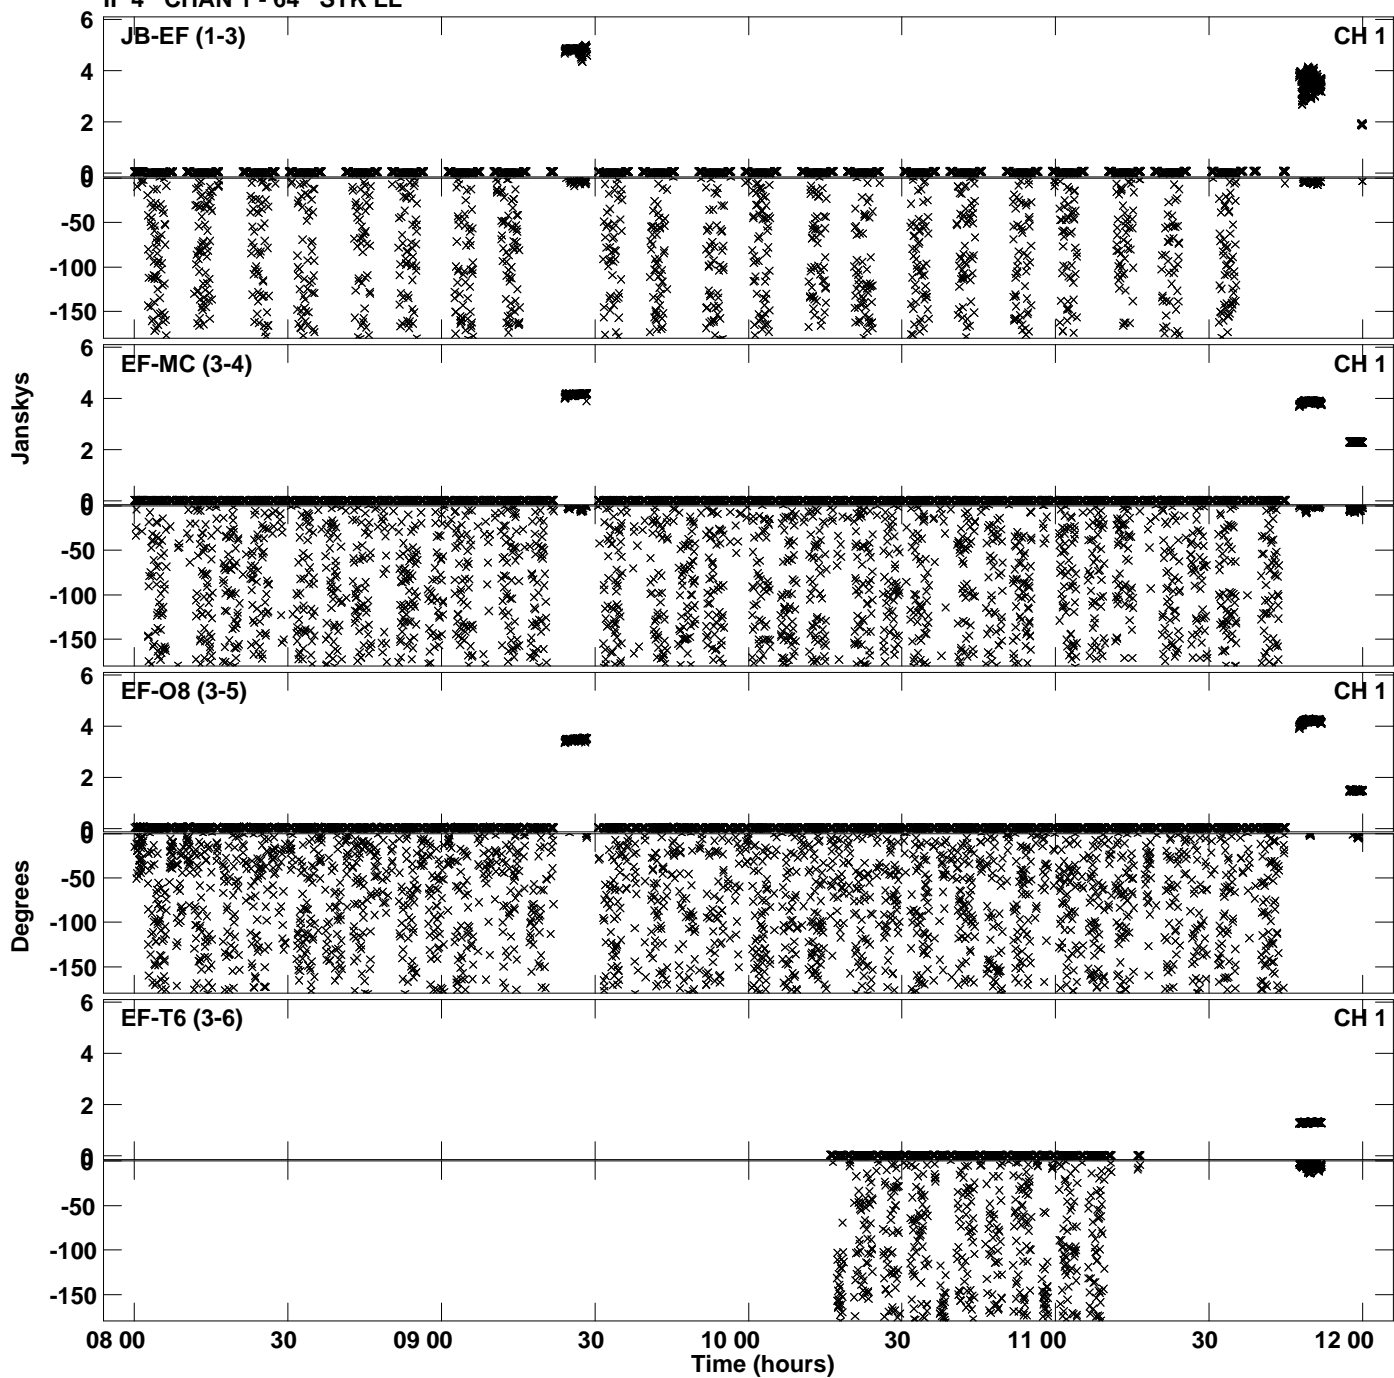 IF 4 CHAN 1 - 64 STK LL
6
JB-EF (1-3)
CH 1
4
2
0
0
-50
-100
-150
6
EF-MC (3-4)
CH 1
4
2
0
0
-50
-100
-150
Janskys
6
EF-O8 (3-5)
CH 1
4
2
0
0
-50
-100
-150
Degrees
6
EF-T6 (3-6)
CH 1
4
2
0
0
-50
-100
-150
08 00 30 09 00 30 10 00 30 11 00 30 12 00
Time (hours)